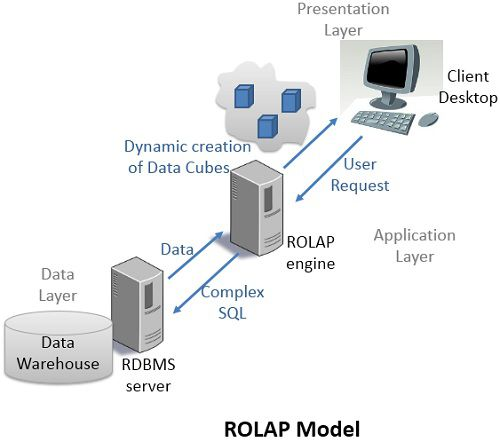 Presentation
Layer
Client
Desktop
Dynamic creation
of Data Cubes
User
Request
ROLAP
engine
Application
Layer
Data
Complex
SQL
Data
Layer
Data
Warehouse
RDBMS
server
ROLAP Model